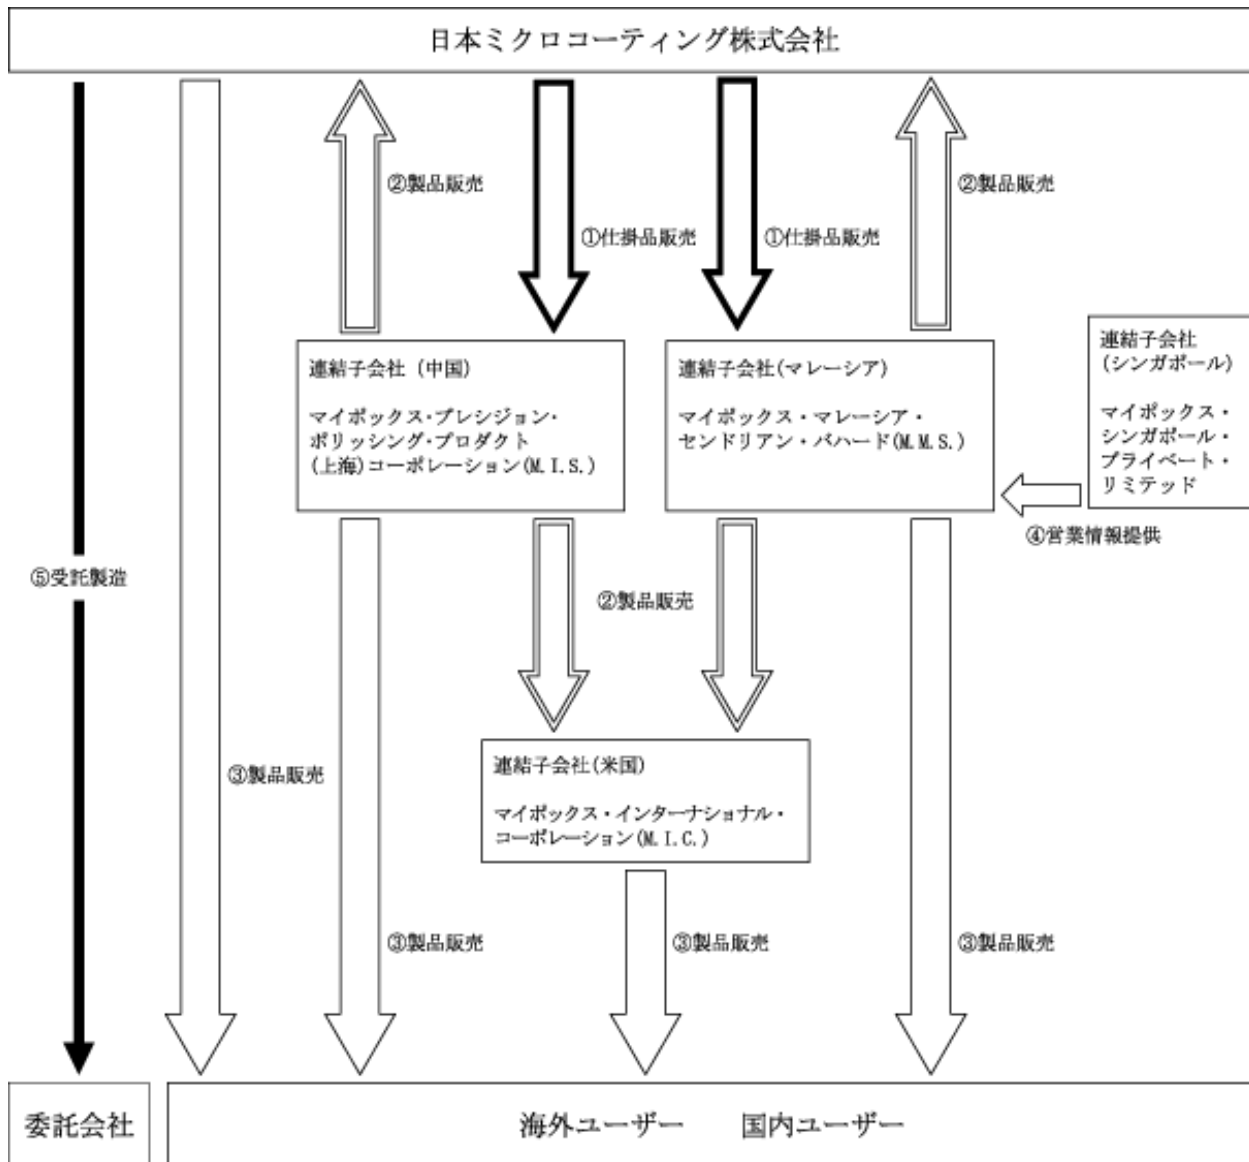 日本ミクロコーティング株式会社
②製品販売
②製品販売
①仕掛品販売
①仕掛品販売
連結子会社（中国）
マイポックス・プレシジョン・
ポリッシング・プロダクト
(上海)コーポレーション(M.I.S.)
連結子会社(マレーシア)
マイポックス・マレーシア・
センドリアン・バハード(M.M.S.)
連結子会社
(シンガポール)
マイポックス・
シンガポール・
プライベート・
リミテッド
④営業情報提供
⑤受託製造
②製品販売
連結子会社(米国)
マイポックス・インターナショナル・
コーポレーション(M.I.C.)
③製品販売
③製品販売
③製品販売
③製品販売
委託会社
海外ユーザー　国内ユーザー